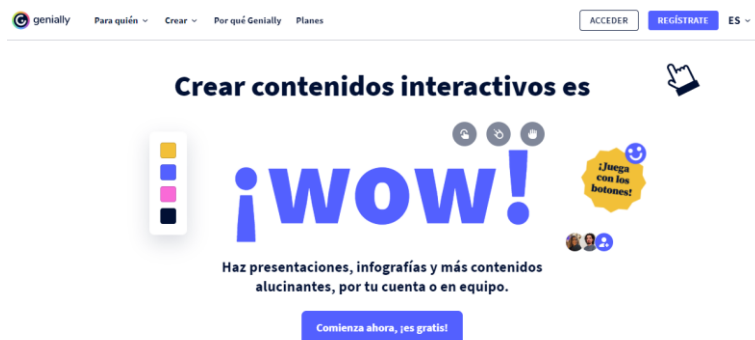 genially Para quién Crear Por qué Genially Planes ACCEDER REGÍSTRATE ES
Crear contenidos interactivos es
¡WOW!
¡Juega
con los
botones!
Haz presentaciones, infografías y más contenidos
alucinantes, por tu cuenta o en equipo.
Comienza ahora, ¡es gratis!